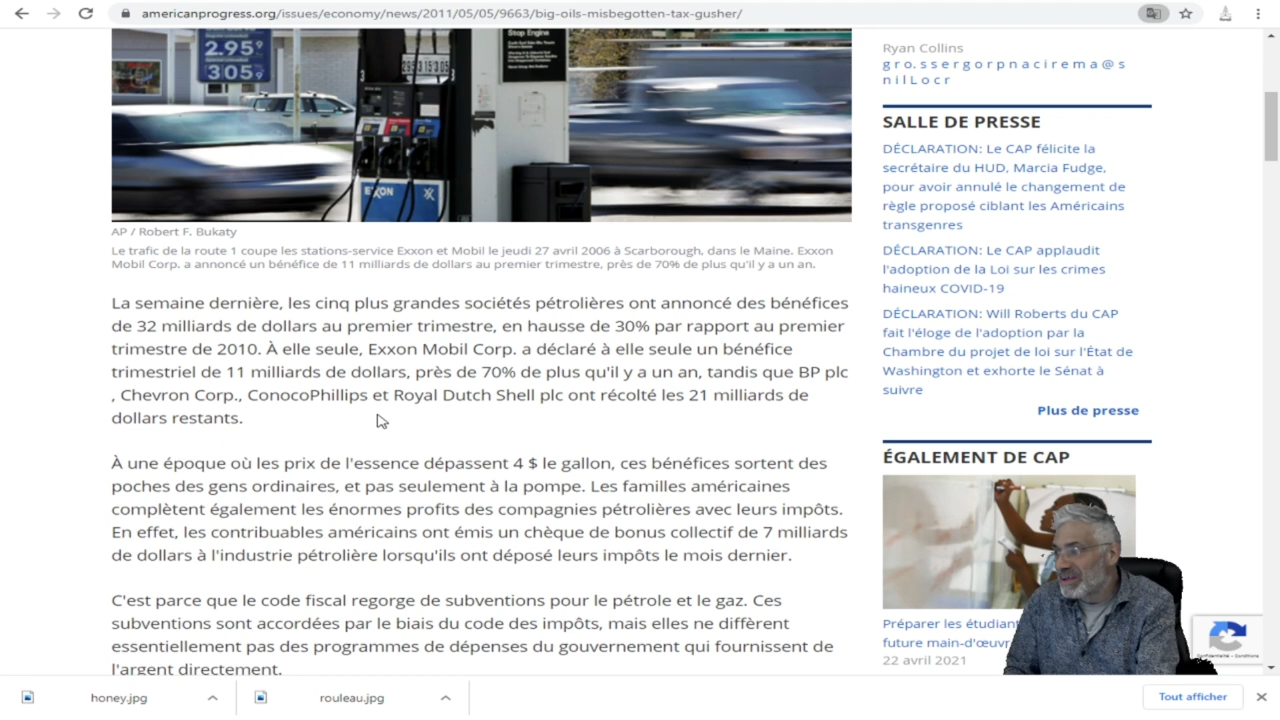 americanprogress.org/issues/economy/news/2011/05/05/9663/big-oils-misbegotten-tax-gusher/
Stop Engine
2.95 9
3.05 9
EXXON
AP / Robert F. Bukaty
Le trafic de la route 1 coupe les stations-service Exxon et Mobil le jeudi 27 avril 2006 à Scarborough, dans le Maine. Exxon
Mobil Corp. a annoncé un bénéfice de 11 milliards de dollars au premier trimestre, près de 70% de plus qu'il y a un an.
La semaine dernière, les cinq plus grandes sociétés pétrolières ont annoncé des bénéfices
de 32 milliards de dollars au premier trimestre, en hausse de 30% par rapport au premier
trimestre de 2010. À elle seule, Exxon Mobil Corp. a déclaré à elle seule un bénéfice
trimestriel de 11 milliards de dollars, près de 70% de plus qu'il y a un an, tandis que BP plc
, Chevron Corp., ConocoPhillips et Royal Dutch Shell plc ont récolté les 21 milliards de
dollars restants.
À une époque où les prix de l'essence dépassent 4 $ le gallon, ces bénéfices sortent des
poches des gens ordinaires, et pas seulement à la pompe. Les familles américaines
complètent également les énormes profits des compagnies pétrolières avec leurs impôts.
En effet, les contribuables américains ont émis un chèque de bonus collectif de 7 milliards
de dollars à l'industrie pétrolière lorsqu'ils ont déposé leurs impôts le mois dernier.
C'est parce que le code fiscal regorge de subventions pour le pétrole et le gaz. Ces
subventions sont accordées par le biais du code des impôts, mais elles ne diffèrent
essentiellement pas des programmes de dépenses du gouvernement qui fournissent de
l'argent directement.
Ryan Collins
g r o . s s e r g o r p n a c i r e m a @ s
n i l L o c r
SALLE DE PRESSE
DÉCLARATION: Le CAP félicite la
secrétaire du HUD, Marcia Fudge,
pour avoir annulé le changement de
règle proposé ciblant les Américains
transgenres
DÉCLARATION: Le CAP applaudit
l'adoption de la Loi sur les crimes
haineux COVID-19
DÉCLARATION: Will Roberts du CAP
fait l'éloge de l'adoption par la
Chambre du projet de loi sur l'État de
Washington et exhorte le Sénat à
suivre
Plus de presse
ÉGALEMENT DE CAP
Préparer les étudiant
future main-d'œuvr
22 avril 2021
Confidentialité - Conditions
honey.jpg
rouleau.jpg
Tout afficher